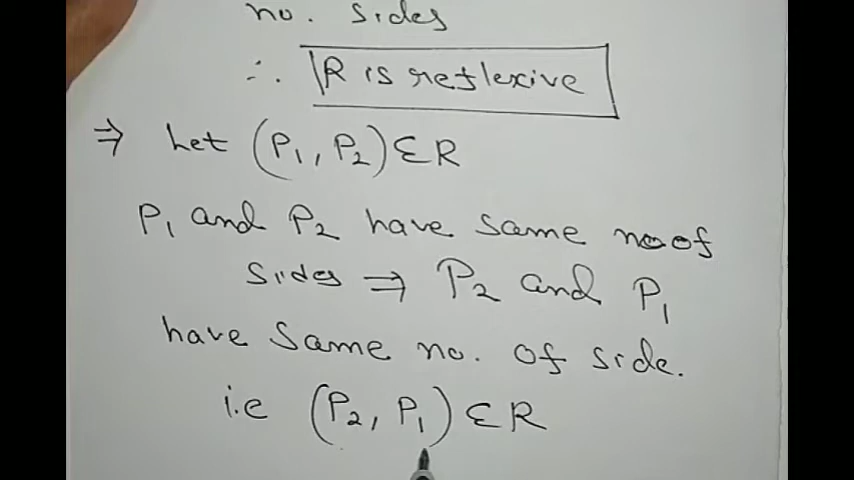 no. sides
∴ R is reflexive
⇒ Let (P₁, P₂) ∈ R
P₁ and P₂ have same no of
sides ⇒ P₂ and P₁
have same no. of side.
i.e (P₂, P₁) ∈ R